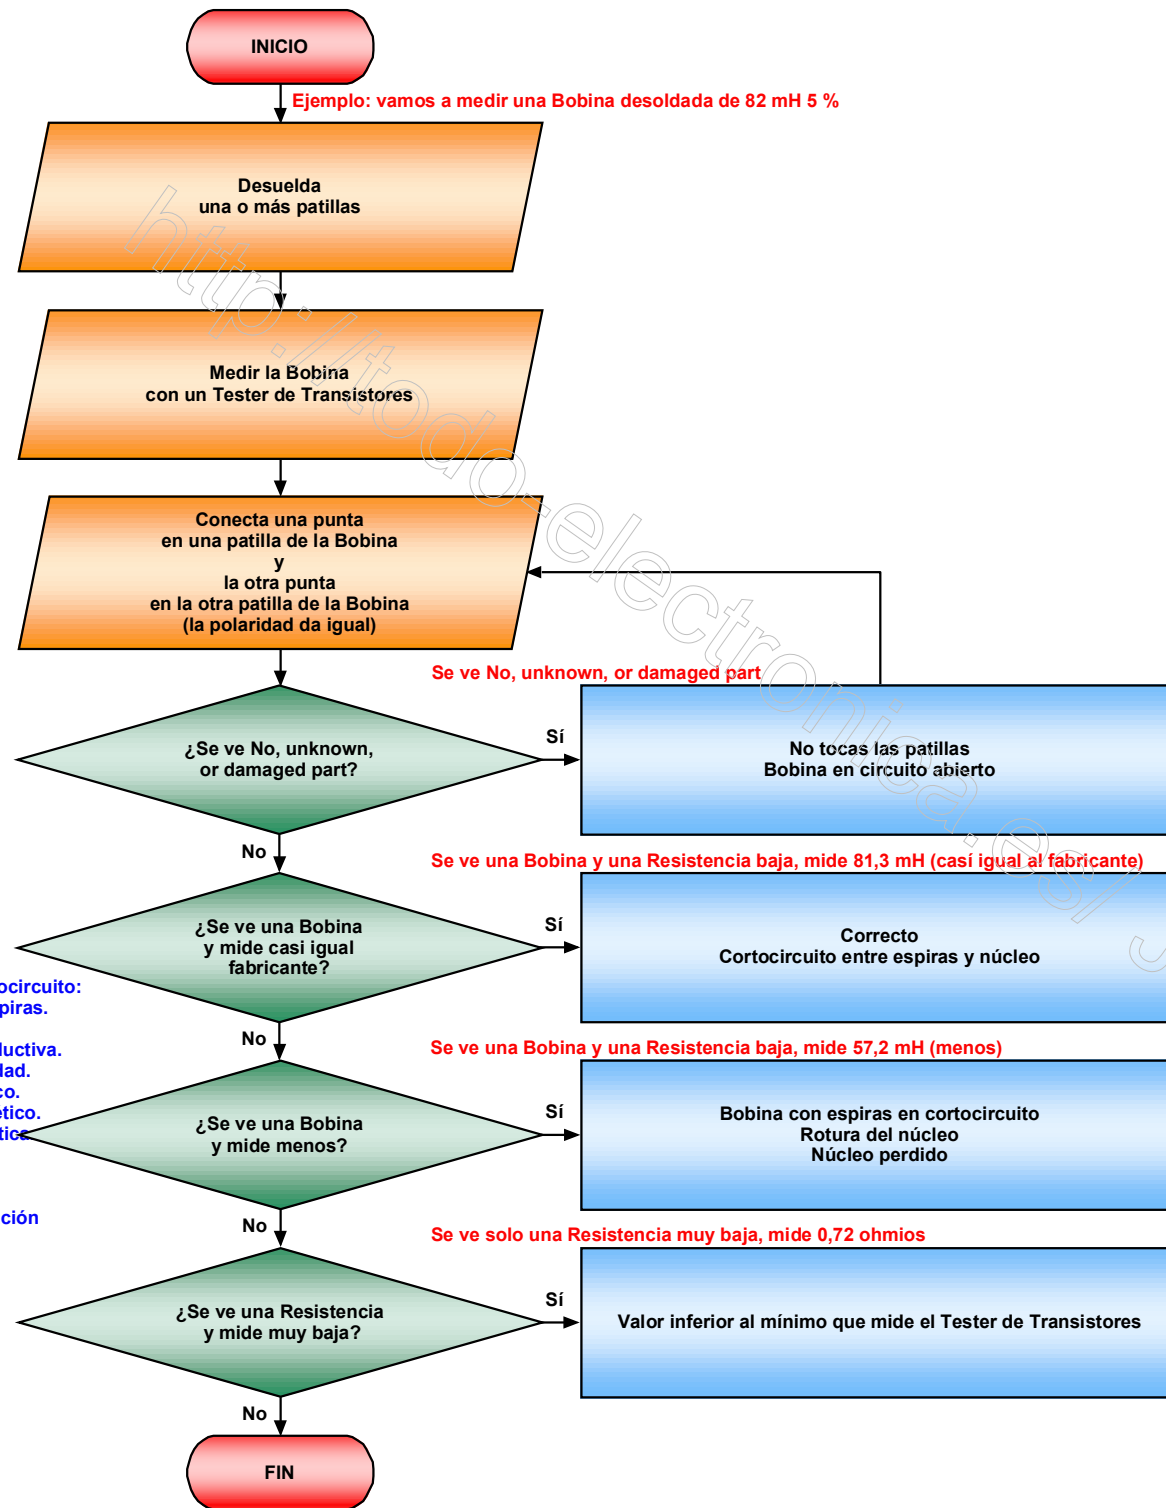 INICIO
Ejemplo: vamos a medir una Bobina desoldada de 82 mH 5 %
Desuelda
una o más patillas
Medir la Bobina
con un Tester de Transistores
Conecta una punta
en una patilla de la Bobina
y
la otra punta
en la otra patilla de la Bobina
(la polaridad da igual)
Se ve No, unknown, or damaged part
¿Se ve No, unknown,
or damaged part?
Sí
No tocas las patillas
Bobina en circuito abierto
No
Se ve una Bobina y una Resistencia baja, mide 81,3 mH (casí igual al fabricante)
¿Se ve una Bobina
y mide casi igual
fabricante?
Sí
Correcto
Cortocircuito entre espiras y núcleo
ocircuito:
piras.
ductiva.
dad.
co.
ético.
tica.
No
Se ve una Bobina y una Resistencia baja, mide 57,2 mH (menos)
¿Se ve una Bobina
y mide menos?
Sí
Bobina con espiras en cortocircuito
Rotura del núcleo
Núcleo perdido
ción
No
Se ve solo una Resistencia muy baja, mide 0,72 ohmios
¿Se ve una Resistencia
y mide muy baja?
Sí
Valor inferior al mínimo que mide el Tester de Transistores
No
FIN
http://todo-electronica.es/